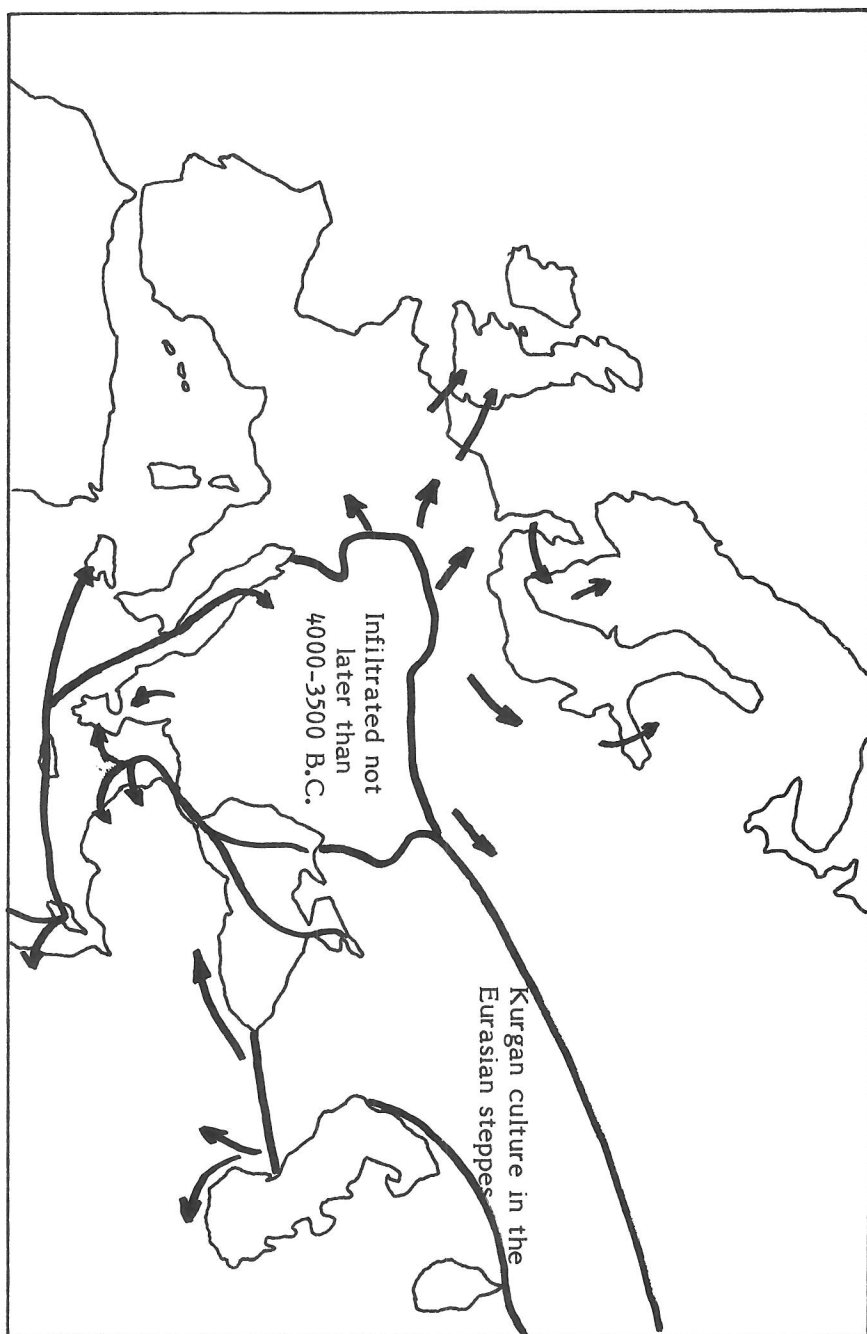 Infiltrated not
later than
4000-3500 B.C.
Kurgan culture in the
Eurasian steppes